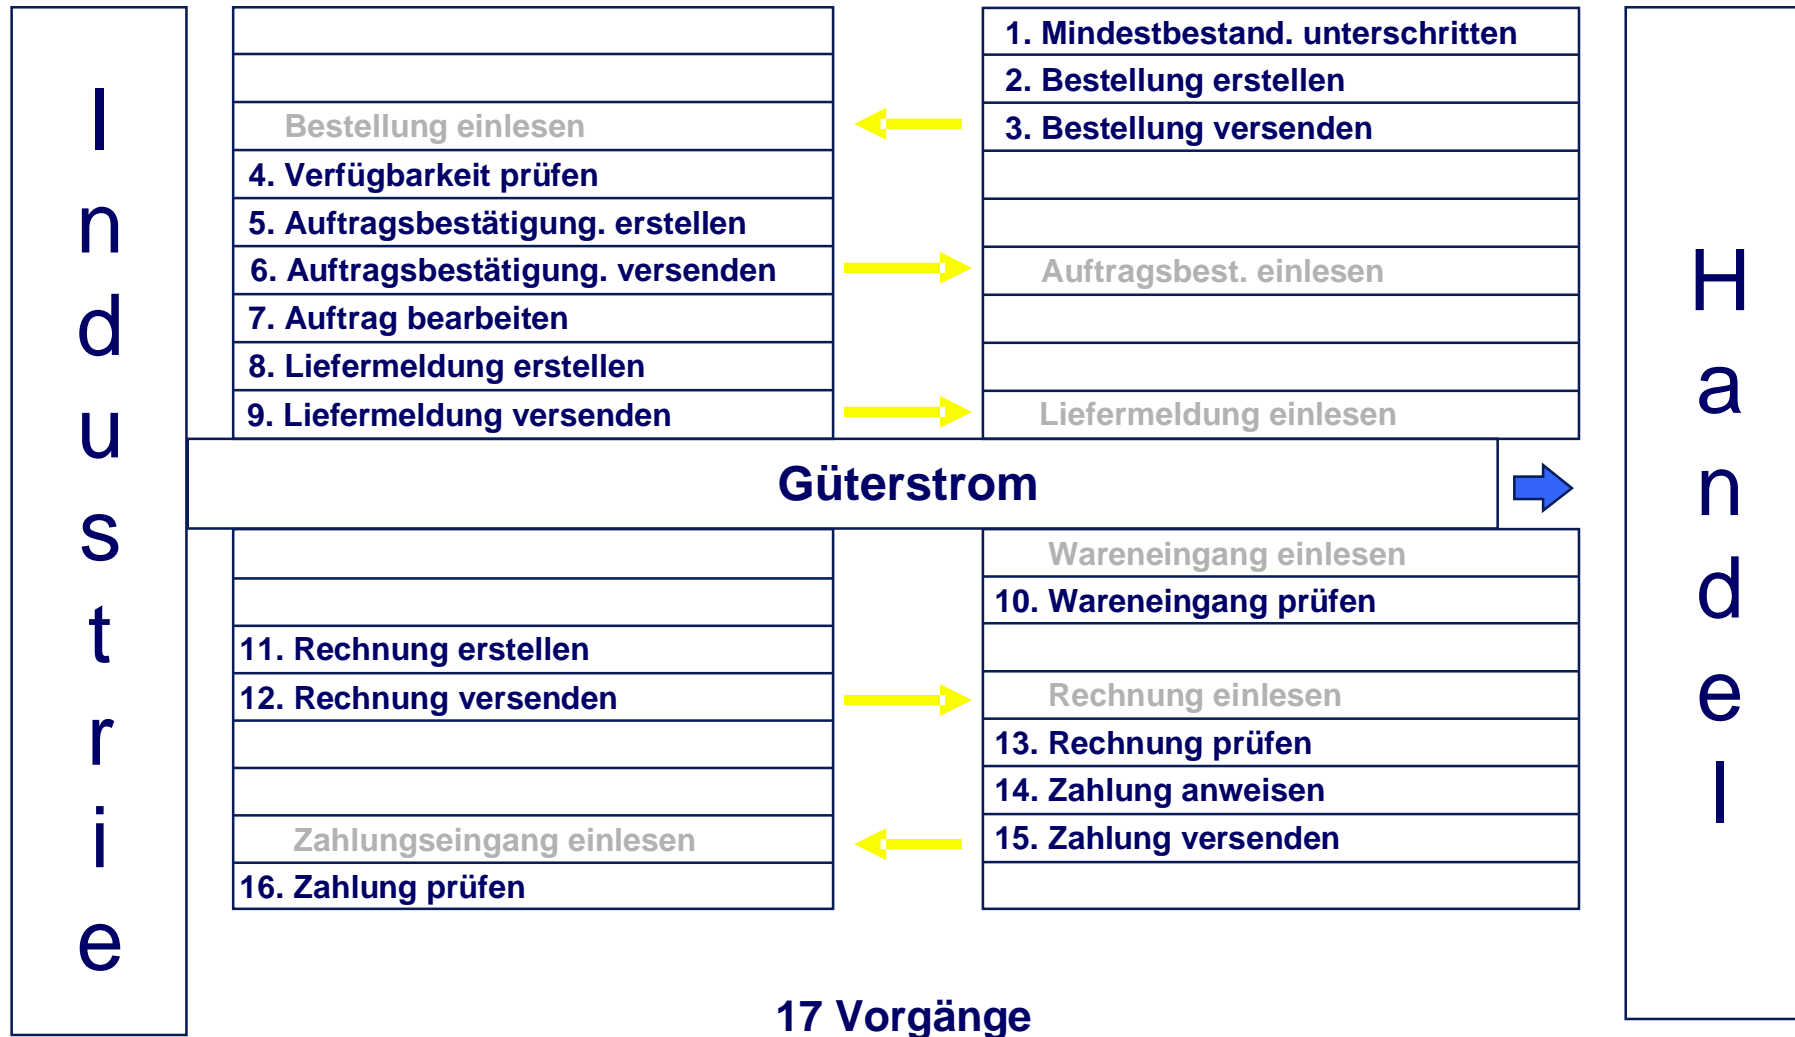 Industrie
1. Mindestbestand. unterschritten
2. Bestellung erstellen
Bestellung einlesen
3. Bestellung versenden
4. Verfügbarkeit prüfen
5. Auftragsbestätigung. erstellen
6. Auftragsbestätigung. versenden
Auftragsbest. einlesen
7. Auftrag bearbeiten
8. Liefermeldung erstellen
9. Liefermeldung versenden
Liefermeldung einlesen
Güterstrom
Wareneingang einlesen
10. Wareneingang prüfen
11. Rechnung erstellen
12. Rechnung versenden
Rechnung einlesen
13. Rechnung prüfen
14. Zahlung anweisen
Zahlungseingang einlesen
15. Zahlung versenden
16. Zahlung prüfen
Handel
17 Vorgänge